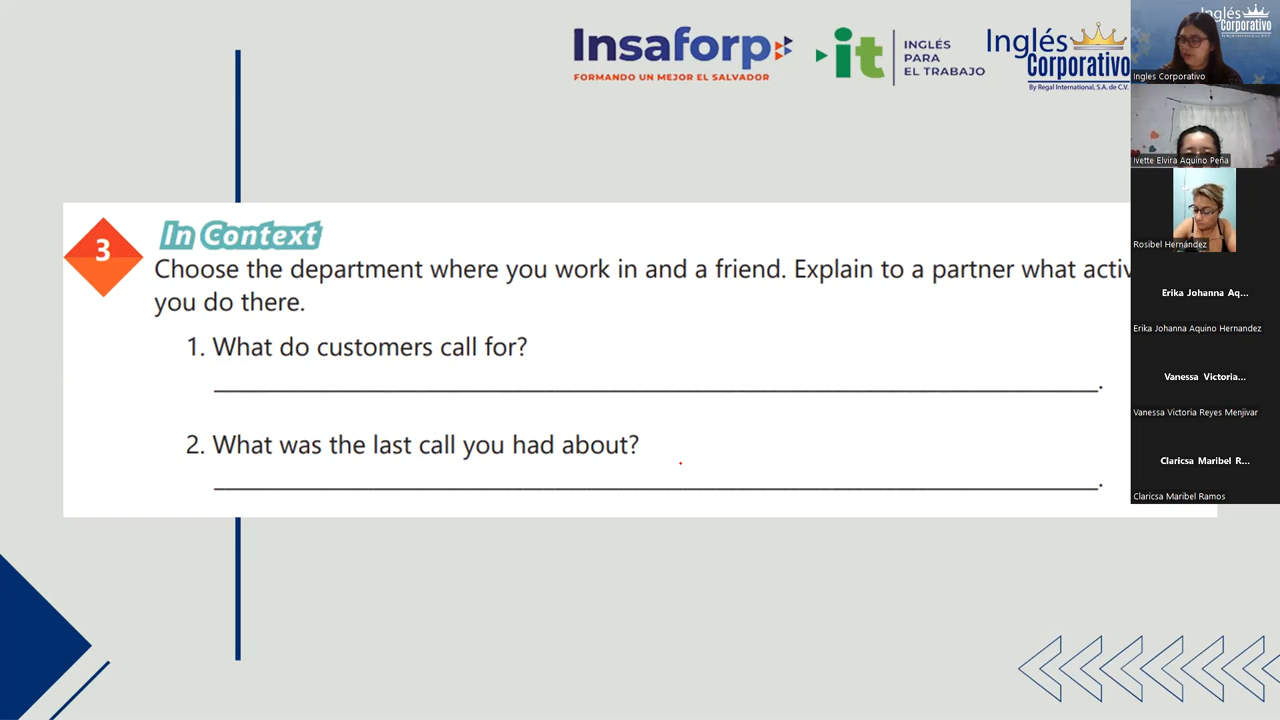 Insaforp
FORMANDO UN MEJOR EL SALVADOR
it
INGLÉS
PARA
EL TRABAJO
Inglés
Corporativo
By Regal International, S.A. de C.V.
3
In Context
Choose the department where you work in and a friend. Explain to a partner what activ
you do there.
1. What do customers call for?
2. What was the last call you had about?
Inglés
Corporativo
Ingles Corporativo
Ivette Elvira Aquino Peña
Rosibel Hernández
Erika Johanna Aq...
Erika Johanna Aquino Hernandez
Vanessa Victoria...
Vanessa Victoria Reyes Menjivar
Claricsa Maribel R...
Claricsa Maribel Ramos